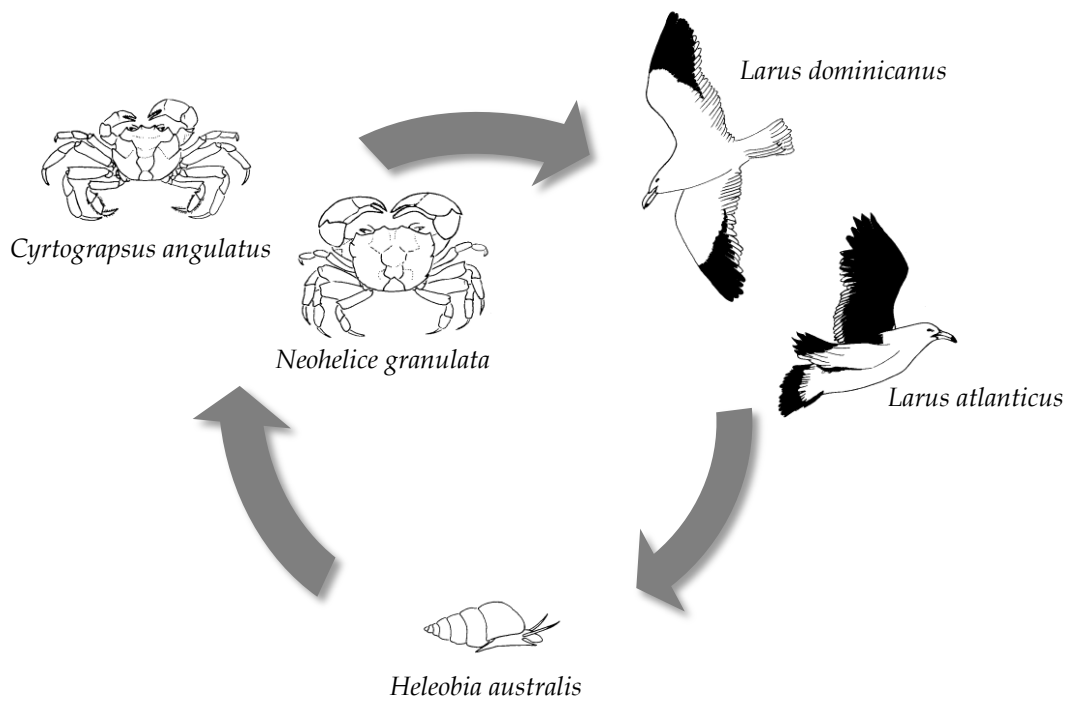 Larus dominicanus
Cyrtograpsus angulatus
Neohelice granulata
Larus atlanticus
Heleobia australis